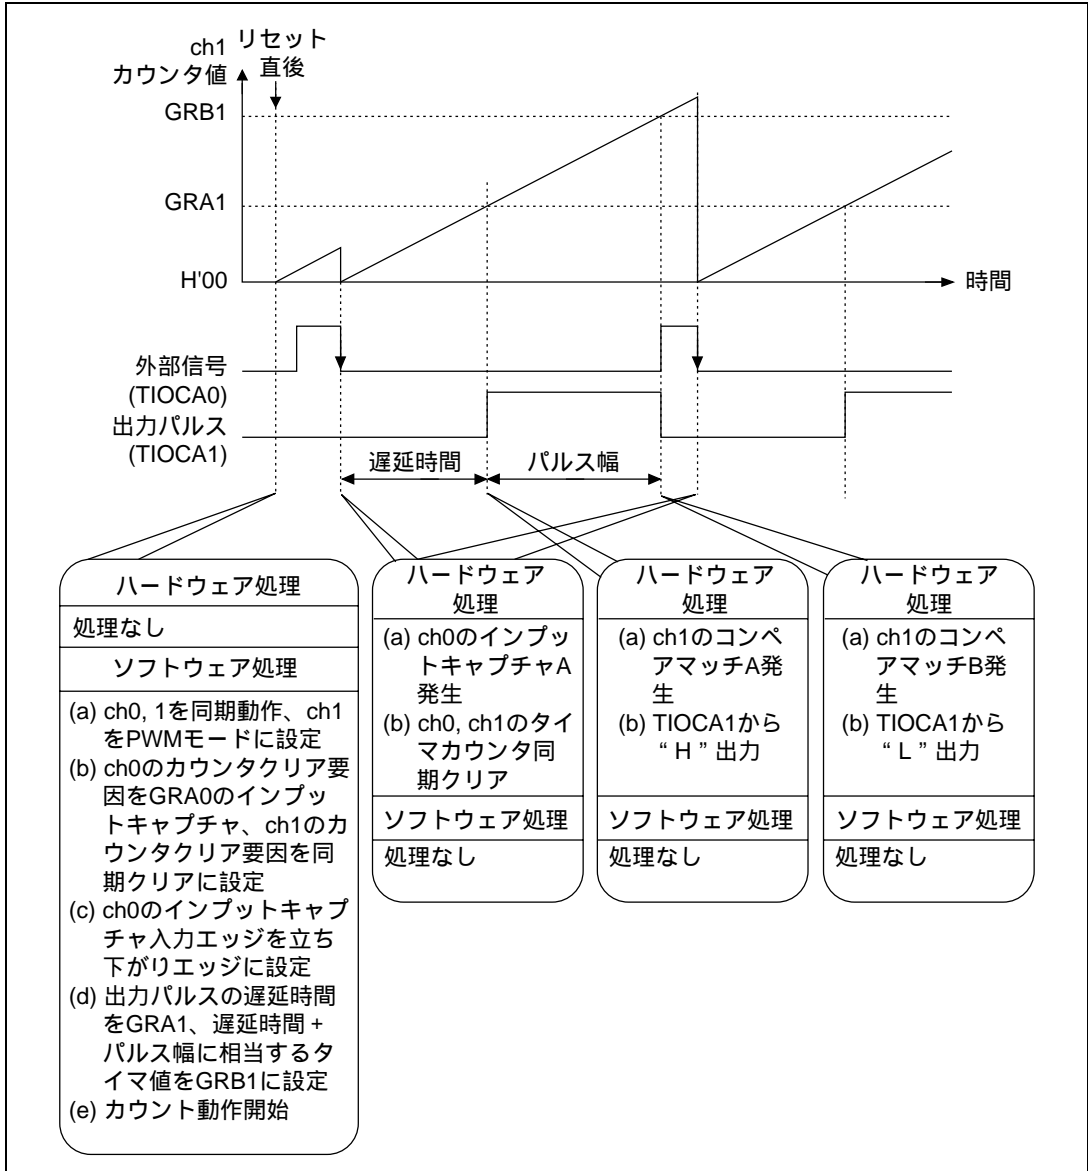 ch1
カウンタ値
リセット
直後
GRB1
GRA1
H'00
時間
外部信号
(TIOCA0)
出力パルス
(TIOCA1)
遅延時間
パルス幅
ハードウェア処理
処理なし
ソフトウェア処理
(a) ch0, 1を同期動作、ch1
をPWMモードに設定
(b) ch0のカウンタクリア要
因をGRA0のインプッ
トキャプチャ、ch1のカ
ウンタクリア要因を同
期クリアに設定
(c) ch0のインプットキャプ
チャ入力エッジを立ち
下がりエッジに設定
(d) 出力パルスの遅延時間
をGRA1、遅延時間 +
パルス幅に相当するタ
イマ値をGRB1に設定
(e) カウント動作開始
ハードウェア
処理
(a) ch0のインプッ
トキャプチャA
発生
(b) ch0, ch1のタイ
マカウンタ同
期クリア
ソフトウェア処理
処理なし
ハードウェア
処理
(a) ch1のコンペ
アマッチA発
生
(b) TIOCA1から
“ H ” 出力
ソフトウェア処理
処理なし
ハードウェア
処理
(a) ch1のコンペ
アマッチB発
生
(b) TIOCA1から
“ L ” 出力
ソフトウェア処理
処理なし